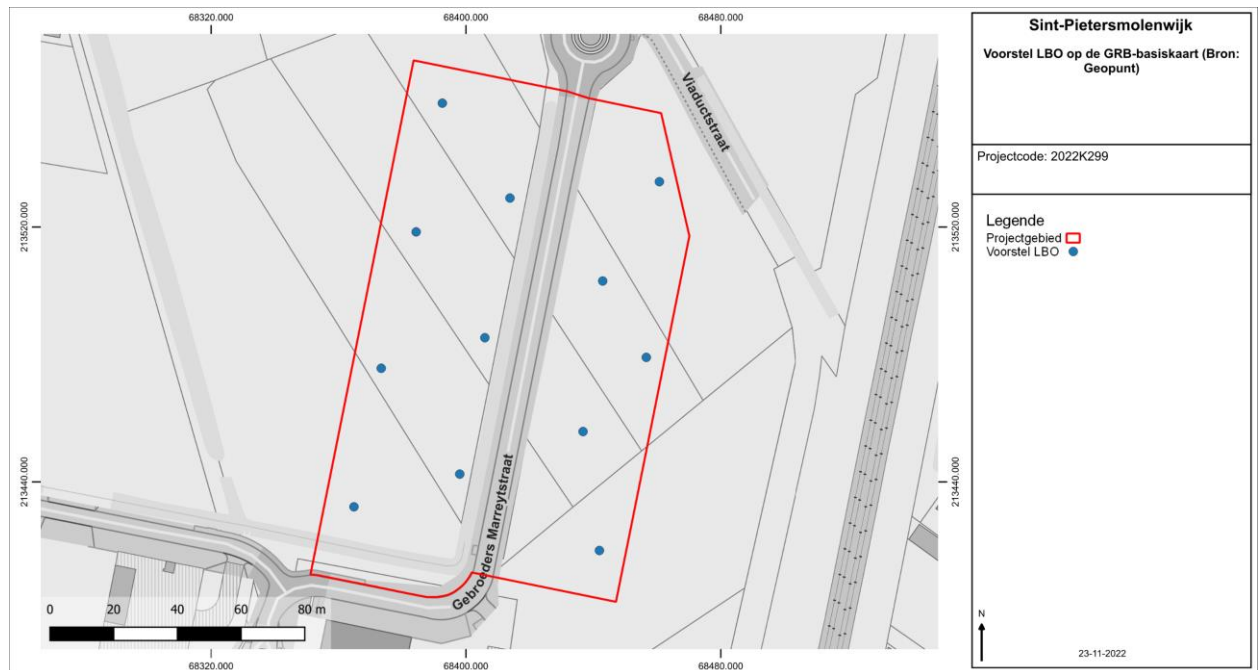 68320.000
68400.000
68480.000
Sint-Pietersmolenwijk
Voorstel LBO op de GRB-basiskaart (Bron:
Geopunt)
Projectcode: 2022K299
Legende
Projectgebied
Voorstel LBO
Viaductstraat
213520.000
213520.000
213440.000
213440.000
Gebroeders Marreytstraat
0 20 40 60 80 m
68320.000
68400.000
68480.000
N
23-11-2022